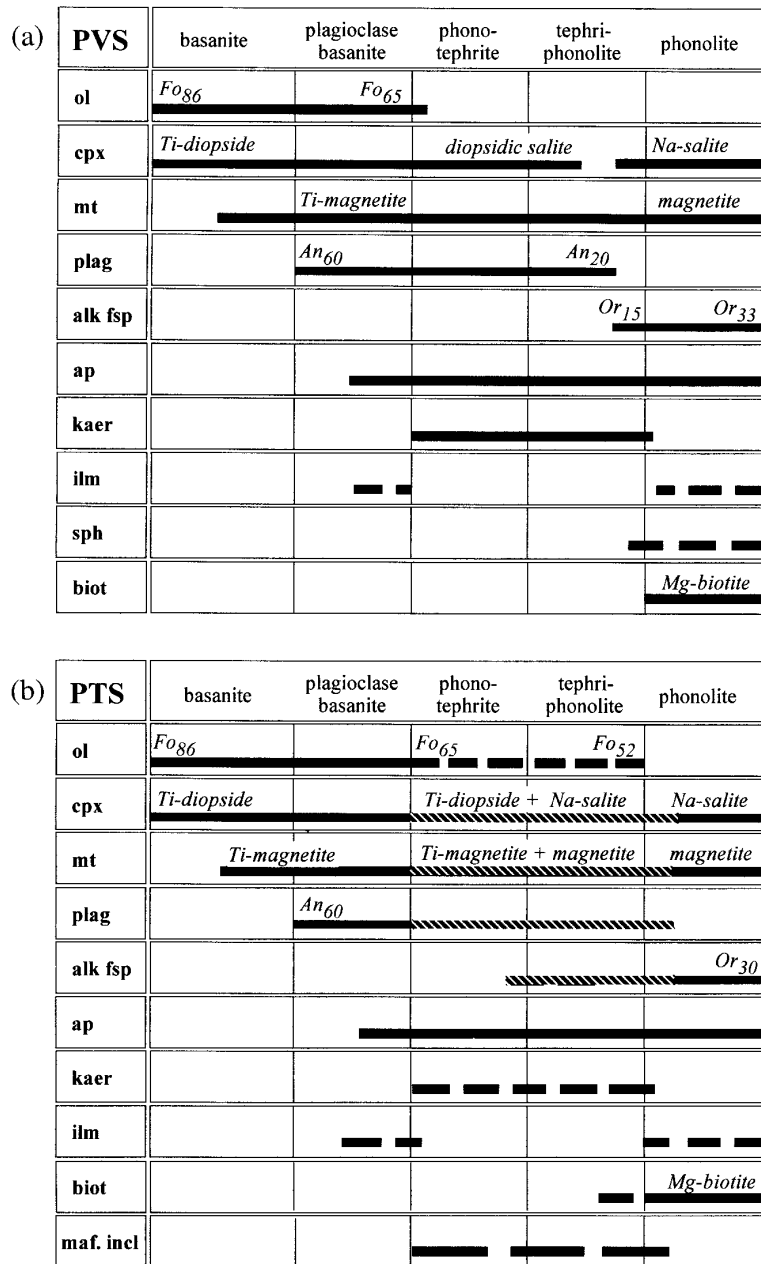 (a)
PVS basanite plagioclase basanite phono-tephrite tephri-phonolite phonolite
ol Fo86 Fo65
cpx Ti-diopside diopsidic salite Na-salite
mt Ti-magnetite magnetite
plag An60 An20
alk fsp Or15 Or33
ap
kaer
ilm
sph
biot Mg-biotite
(b)
PTS basanite plagioclase basanite phono-tephrite tephri-phonolite phonolite
ol Fo86 Fo65 Fo52
cpx Ti-diopside Ti-diopside + Na-salite Na-salite
mt Ti-magnetite Ti-magnetite + magnetite magnetite
plag An60
alk fsp Or30
ap
kaer
ilm
biot Mg-biotite
maf. incl